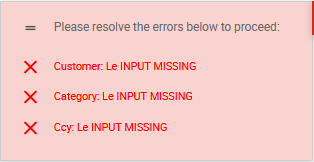 Please resolve the errors below to proceed:
Customer: Le INPUT MISSING
Category: Le INPUT MISSING
Ccy: Le INPUT MISSING